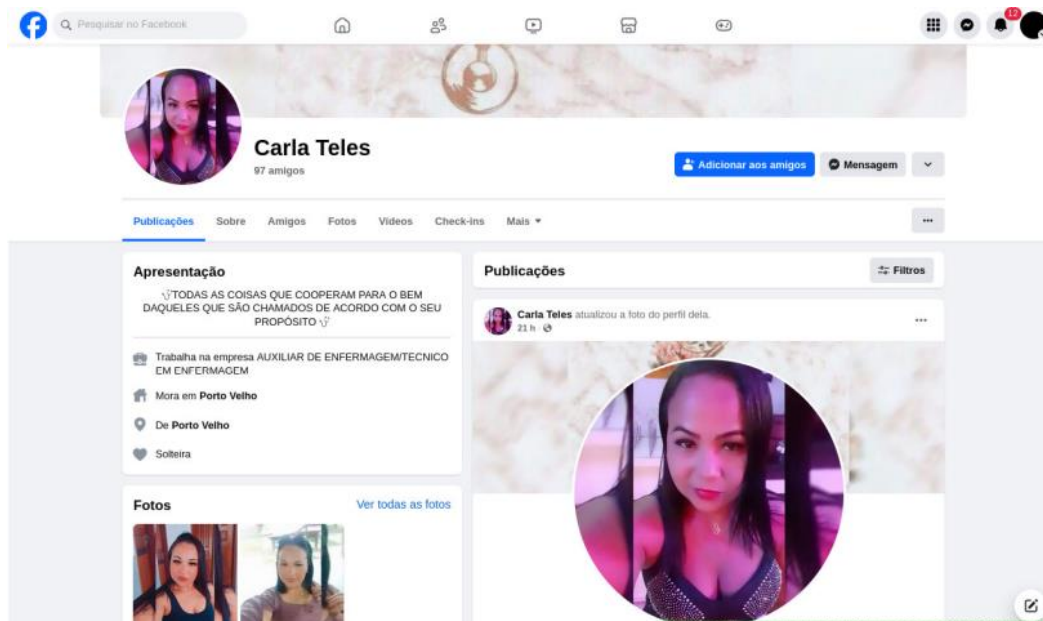 Pesquisar no Facebook
12
Carla Teles
97 amigos
Adicionar aos amigos
Mensagem
Publicações
Sobre
Amigos
Fotos
Vídeos
Check-ins
Mais
Apresentação
TODAS AS COISAS QUE COOPERAM PARA O BEM
DAQUELES QUE SÃO CHAMADOS DE ACORDO COM O SEU
PROPÓSITO
Trabalha na empresa AUXILIAR DE ENFERMAGEM/TECNICO
EM ENFERMAGEM
Mora em Porto Velho
De Porto Velho
Solteira
Fotos
Ver todas as fotos
Publicações
Filtros
Carla Teles atualizou a foto do perfil dela.
21 h